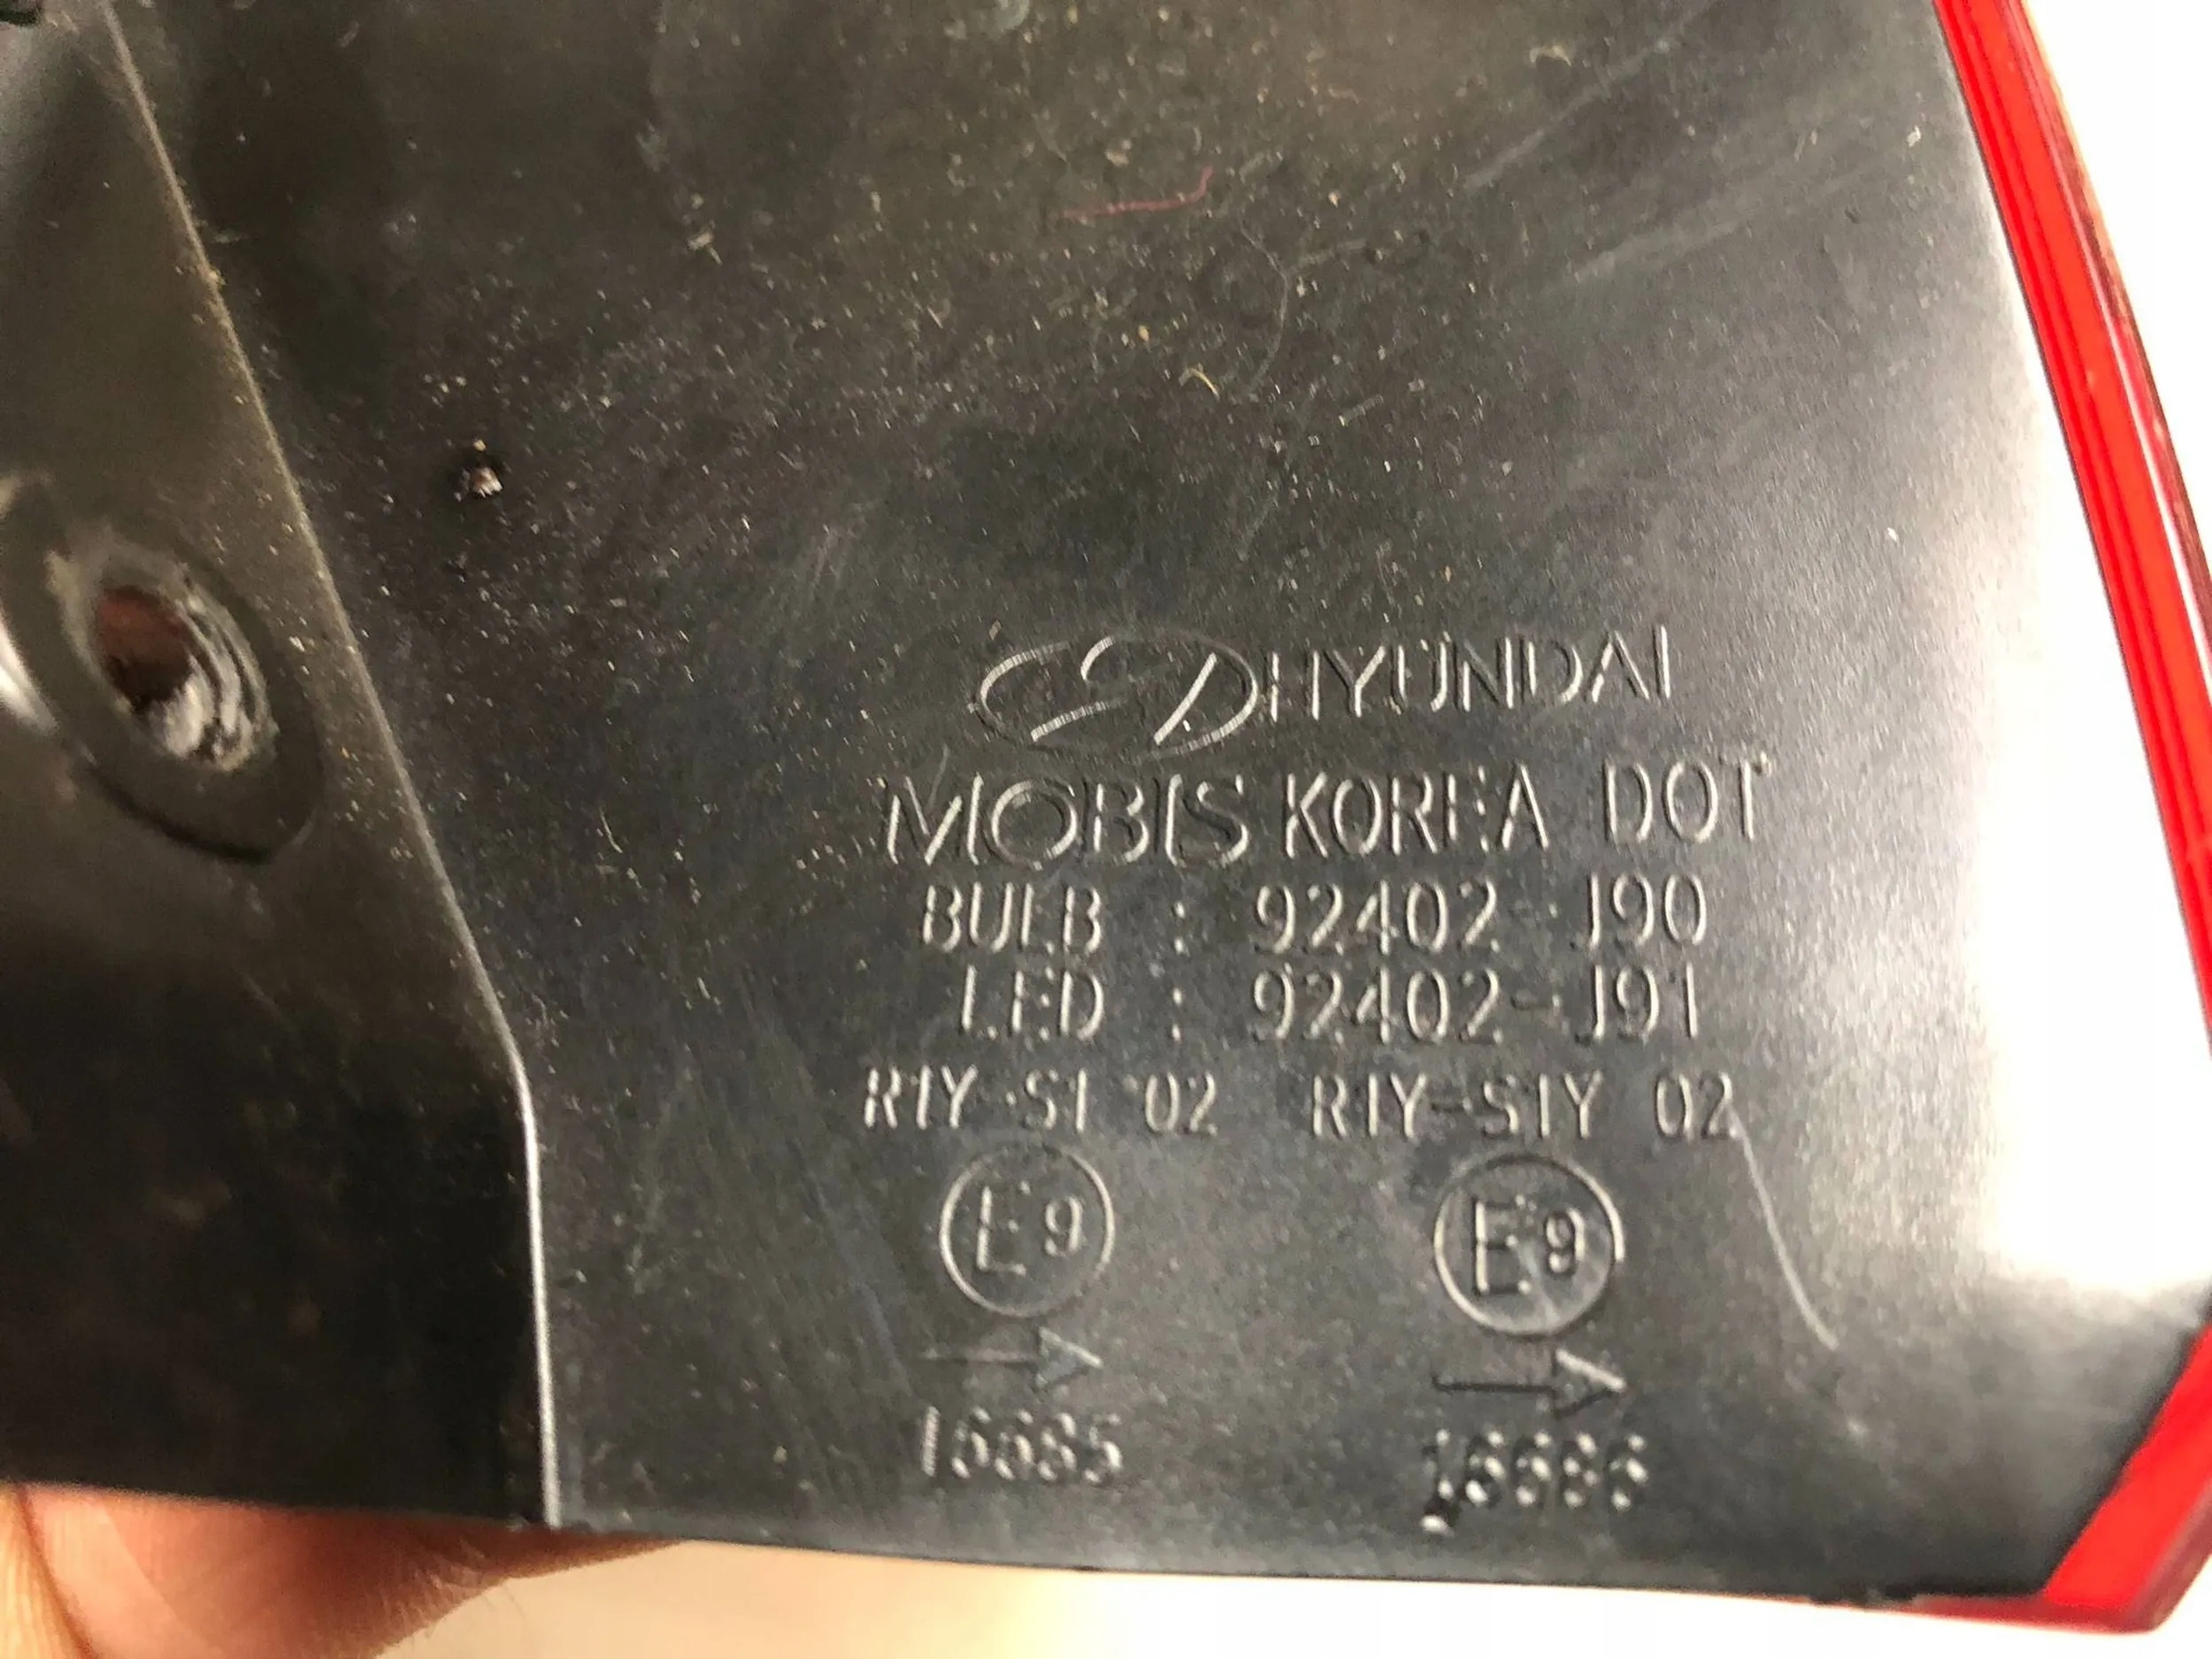 HYUNDAI
MOBIS KOREA DOT
BULB : 92402-J90
LED : 92402-J91
R1Y-S1 02 R1Y-S1Y 02
E9 E9
→ →
16685 16686